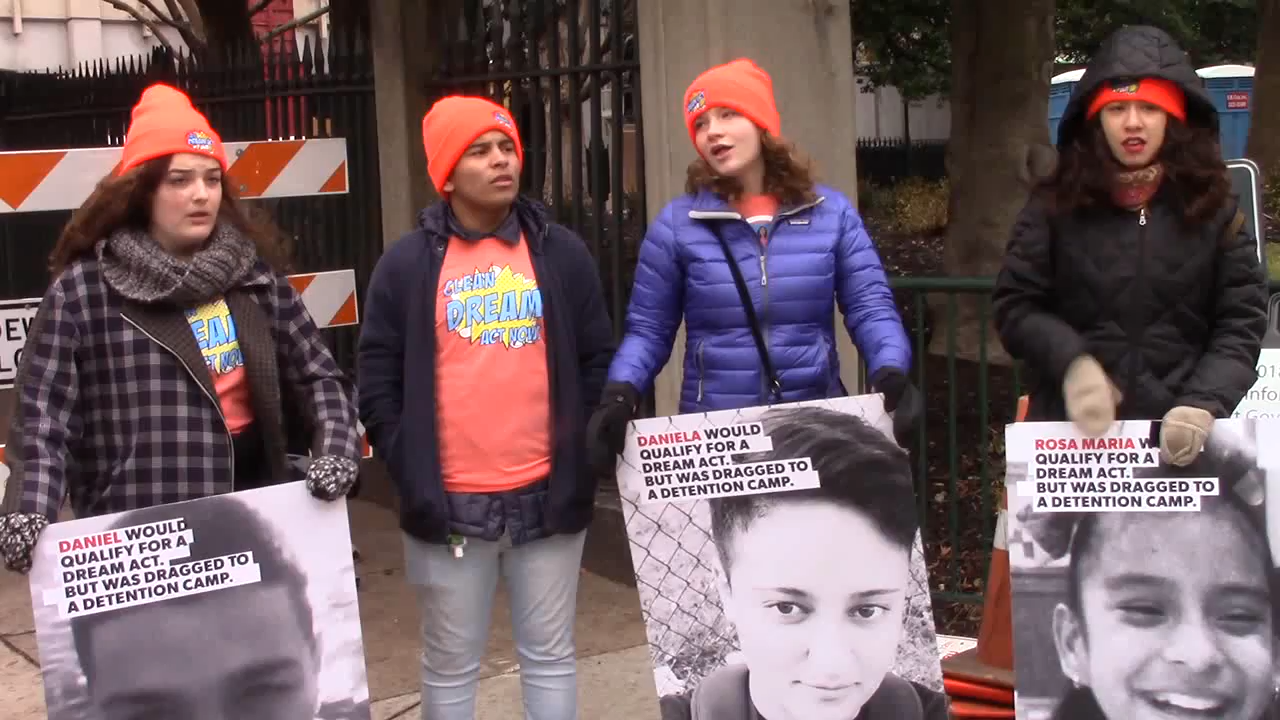 CLEAN
DREAM
ACT NOW!
DANIEL WOULD
QUALIFY FOR A
DREAM ACT.
BUT WAS DRAGGED TO
A DETENTION CAMP.
DANIELA WOULD
QUALIFY FOR A
DREAM ACT.
BUT WAS DRAGGED TO
A DETENTION CAMP.
ROSA MARIA W
QUALIFY FOR A
DREAM ACT.
BUT WAS DRAGGED TO
A DETENTION CAMP.